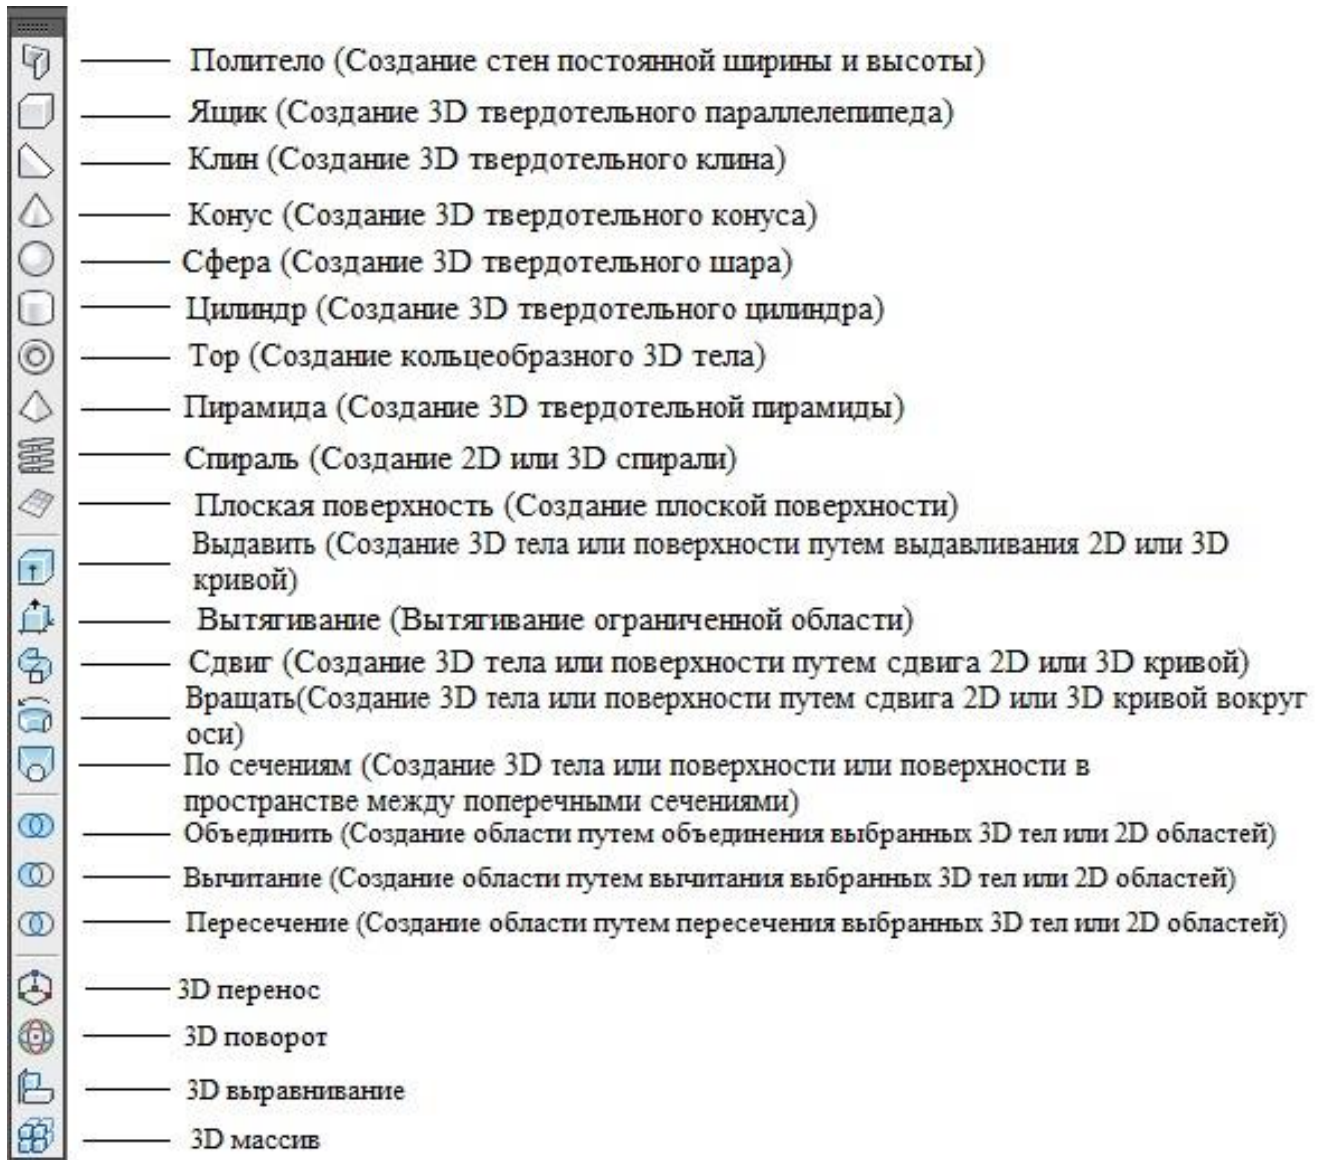 Политело (Создание стен постоянной ширины и высоты)
Ящик (Создание 3D твердотельного параллелепипеда)
Клин (Создание 3D твердотельного клина)
Конус (Создание 3D твердотельного конуса)
Сфера (Создание 3D твердотельного шара)
Цилиндр (Создание 3D твердотельного цилиндра)
Тор (Создание кольцеобразного 3D тела)
Пирамида (Создание 3D твердотельной пирамиды)
Спираль (Создание 2D или 3D спирали)
Плоская поверхность (Создание плоской поверхности)
Выдавить (Создание 3D тела или поверхности путем выдавливания 2D или 3D
кривой)
Вытягивание (Вытягивание ограниченной области)
Сдвиг (Создание 3D тела или поверхности путем сдвига 2D или 3D кривой)
Вращать(Создание 3D тела или поверхности путем сдвига 2D или 3D кривой вокруг
оси)
По сечениям (Создание 3D тела или поверхности или поверхности в
пространстве между поперечными сечениями)
Объединить (Создание области путем объединения выбранных 3D тел или 2D областей)
Вычитание (Создание области путем вычитания выбранных 3D тел или 2D областей)
Пересечение (Создание области путем пересечения выбранных 3D тел или 2D областей)
3D перенос
3D поворот
3D выравнивание
3D массив